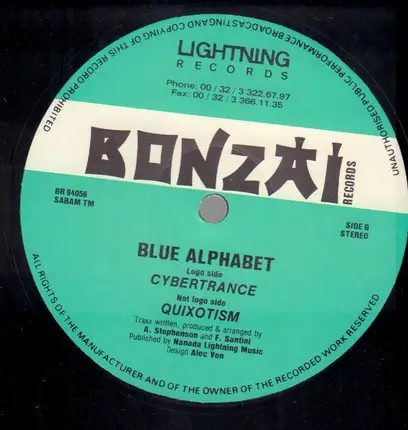 LIGHTNING
RECORDS
Phone: 00 / 32 / 3 322.67.97
Fax: 00 / 32 / 3 366.11.35
BONZAI
RECORDS
BR 94056
SABAM TM
SIDE B
STEREO
BLUE ALPHABET
Logo side
CYBERTRANCE
Not logo side
QUIXOTISM
Traxx written, produced & arranged by
A. Stephenson and F. Santini
Published by Nanada Lightning Music
Design Alec Yen
ALL RIGHTS OF THE MANUFACTURER AND OF THE OWNER OF THE RECORDED WORK RESERVED
UNAUTHORISED PUBLIC PERFORMANCE BROADCASTING AND COPYING OF THIS RECORD PROHIBITED